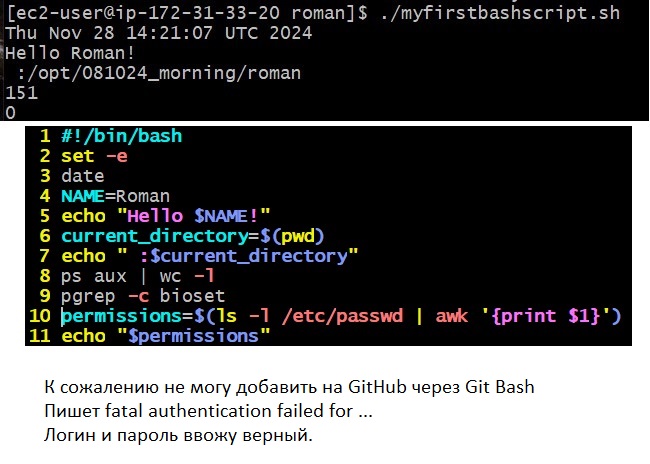 [ec2-user@ip-172-31-33-20 roman]$ ./myfirstbashscript.sh
Thu Nov 28 14:21:07 UTC 2024
Hello Roman!
 :/opt/081024_morning/roman
151
0
1 #!/bin/bash
2 set -e
3 date
4 NAME=Roman
5 echo "Hello $NAME!"
6 current_directory=$(pwd)
7 echo " :$current_directory"
8 ps aux | wc -l
9 pgrep -c bioset
10 permissions=$(ls -l /etc/passwd | awk '{print $1}')
11 echo "$permissions"
К сожалению не могу добавить на GitHub через Git Bash
Пишет fatal authentication failed for ...
Логин и пароль ввожу верный.